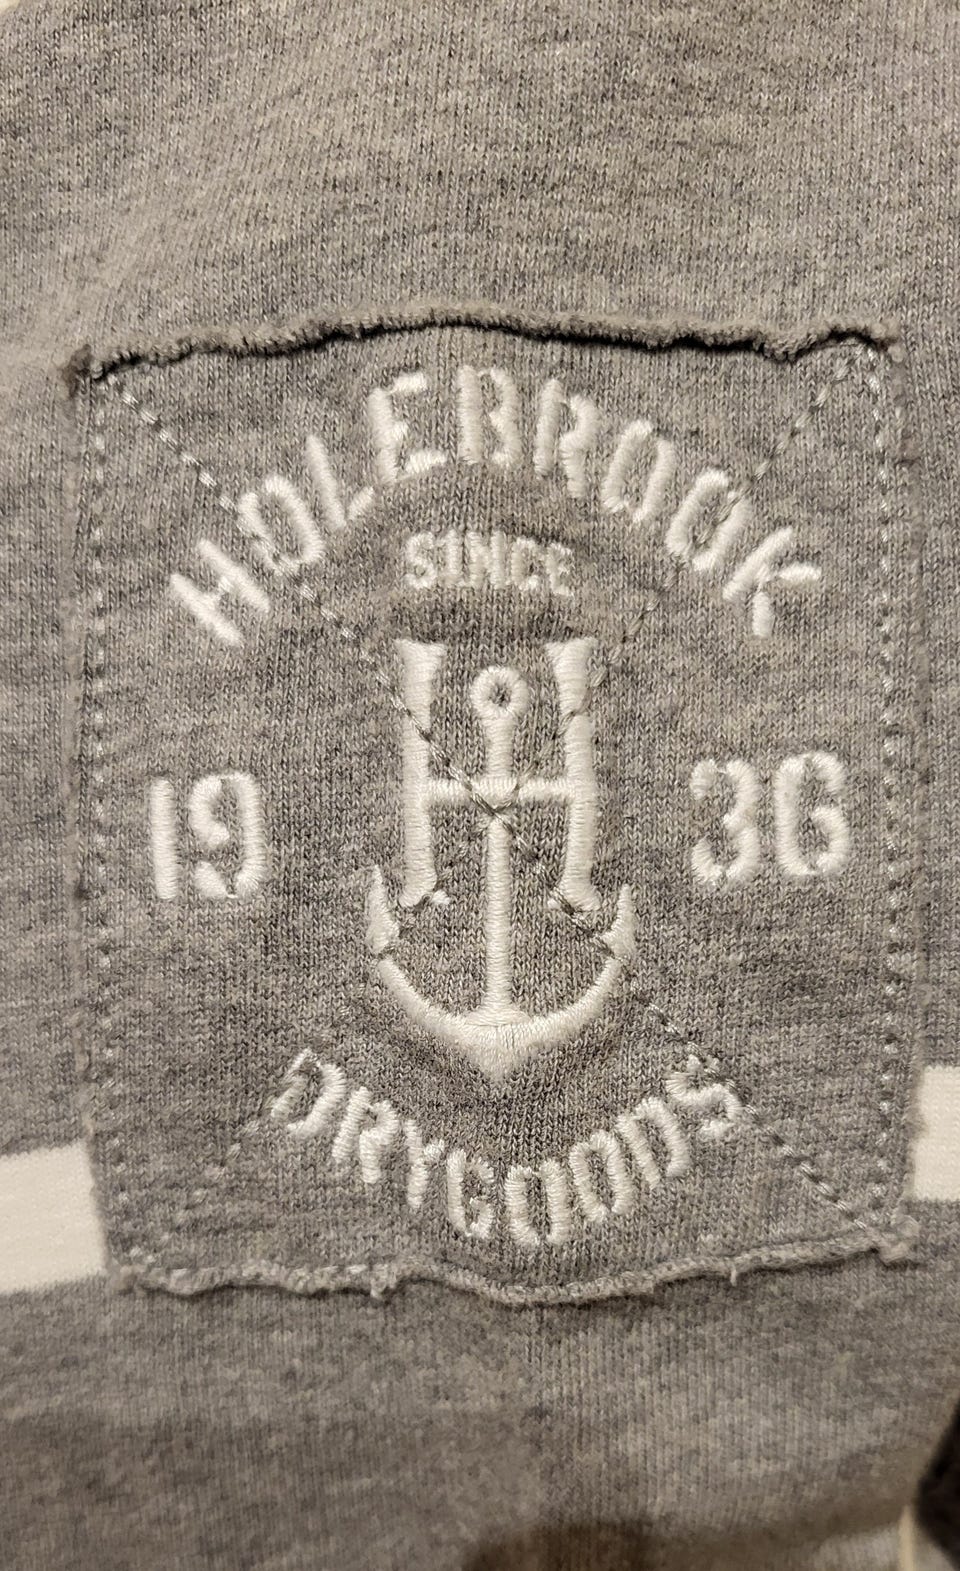 HOLEBROOK
SINCE
H
19 36
DRYGOODS